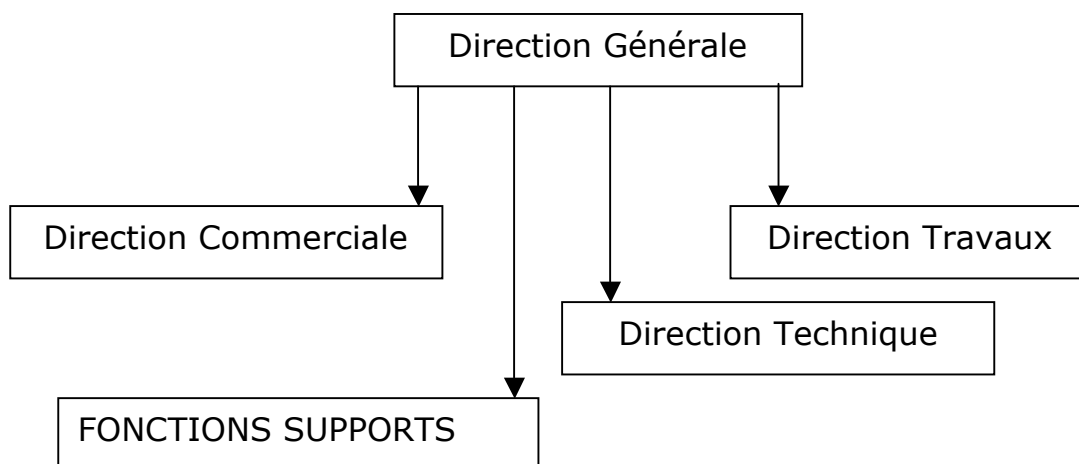 Direction Générale
Direction Commerciale
Direction Travaux
Direction Technique
FONCTIONS SUPPORTS